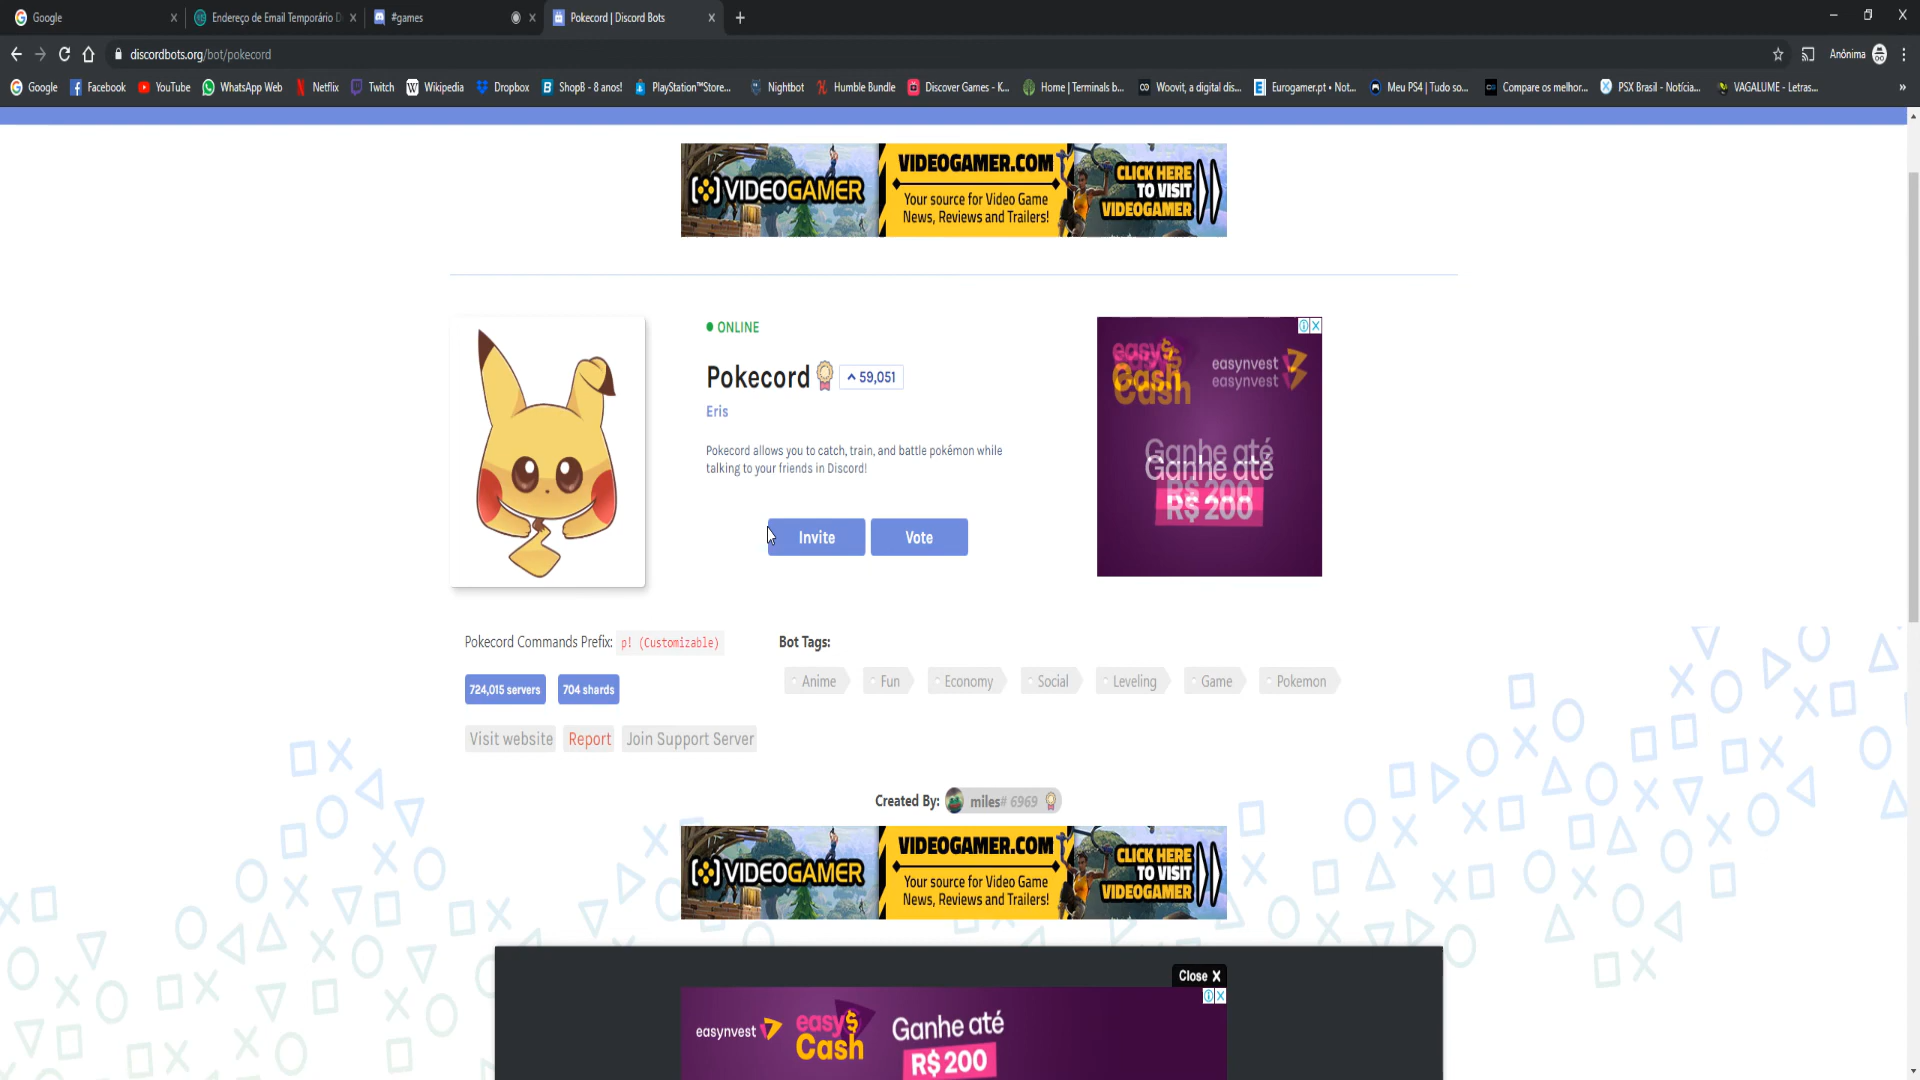 Google
Endereço de Email Temporário D
#games
Pokecord | Discord Bots
discordbots.org/bot/pokecord
Anônima
Google
Facebook
YouTube
WhatsApp Web
Netflix
Twitch
Wikipedia
Dropbox
ShopB - 8 anos!
PlayStation™Store...
Nightbot
Humble Bundle
Discover Games - K...
Home | Terminals b...
Woovit, a digital dis...
Eurogamer.pt • Not...
Meu PS4 | Tudo so...
Compare os melhor...
PSX Brasil - Notícia...
VAGALUME - Letras...
VIDEOGAMER
VIDEOGAMER.COM
Your source for Video Game
News, Reviews and Trailers!
CLICK HERE
TO VISIT
VIDEOGAMER
ONLINE
Pokecord
59,051
Eris
Pokecord allows you to catch, train, and battle pokémon while
talking to your friends in Discord!
Invite
Vote
easy$
Cash
easynvest
easynvest
Ganhe até
Ganhe até
R$ 200
R$ 200
Pokecord Commands Prefix: p! (Customizable)
724,015 servers
704 shards
Visit website
Report
Join Support Server
Bot Tags:
Anime
Fun
Economy
Social
Leveling
Game
Pokemon
Created By: miles# 6969
VIDEOGAMER
VIDEOGAMER.COM
Your source for Video Game
News, Reviews and Trailers!
CLICK HERE
TO VISIT
VIDEOGAMER
Close X
easynvest
easy$
Cash
Ganhe até
R$ 200